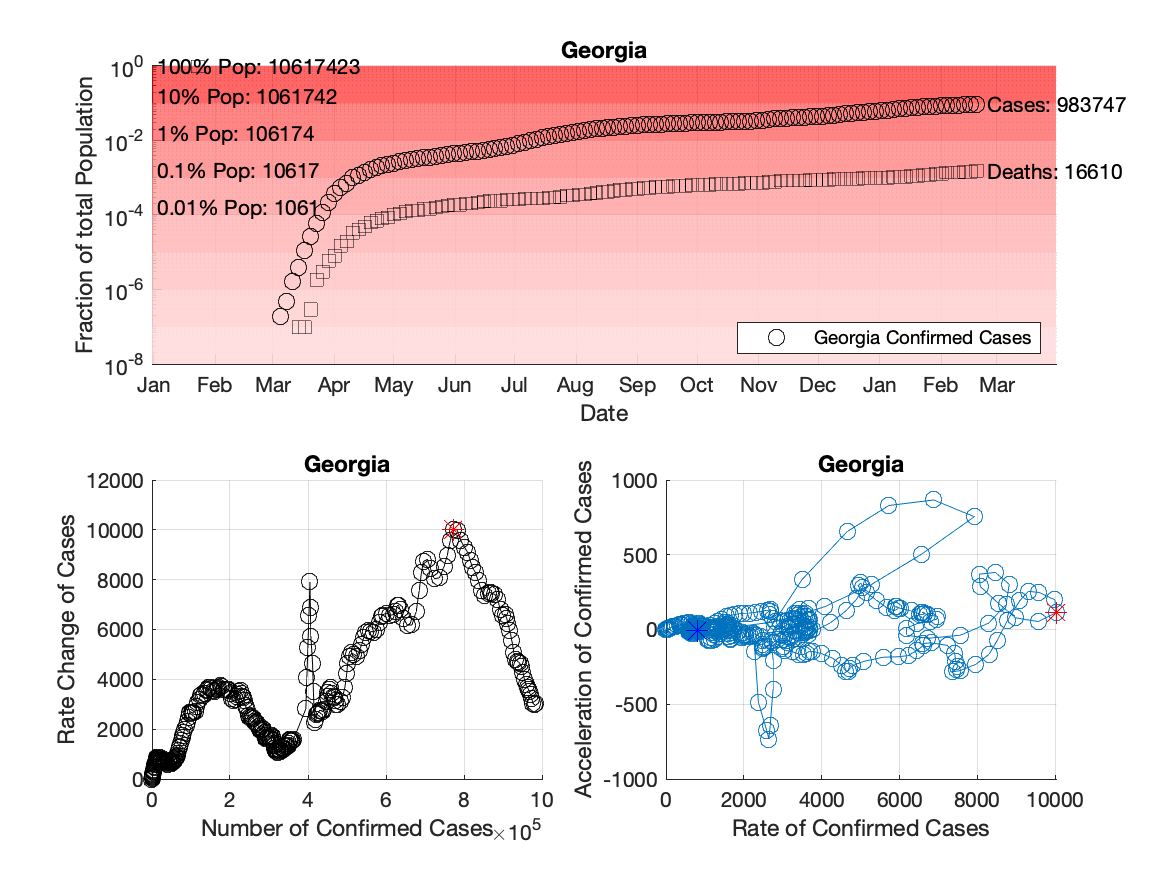 Georgia
10^0
10^-2
10^-4
10^-6
10^-8
Fraction of total Population
100% Pop: 10617423
10% Pop: 1061742
1% Pop: 106174
0.1% Pop: 10617
0.01% Pop: 1061
Cases: 983747
Deaths: 16610
Georgia Confirmed Cases
Jan Feb Mar Apr May Jun Jul Aug Sep Oct Nov Dec Jan Feb Mar
Date
Georgia
12000
10000
8000
6000
4000
2000
0
Rate Change of Cases
0 2 4 6 8 10
Number of Confirmed Cases
×10^5
Georgia
1000
500
0
-500
-1000
Acceleration of Confirmed Cases
0 2000 4000 6000 8000 10000
Rate of Confirmed Cases